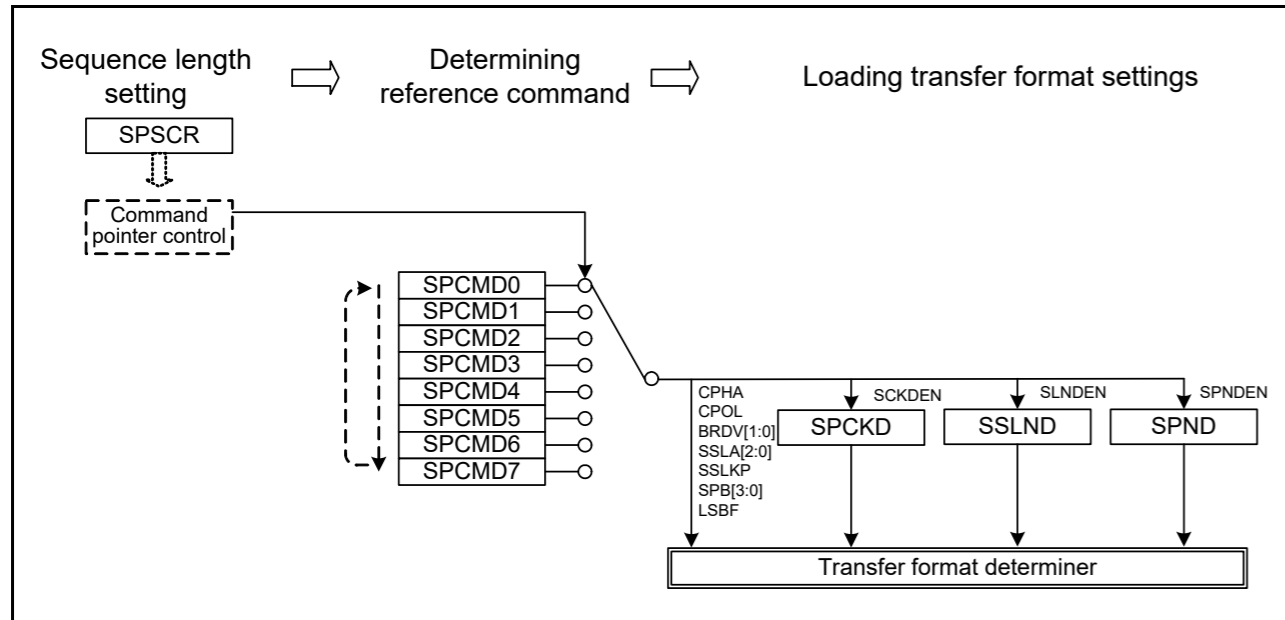 Sequence length
setting
Determining
reference command
Loading transfer format settings
SPSCR
Command
pointer control
SPCMD0
SPCMD1
SPCMD2
SPCMD3
SPCMD4
SPCMD5
SPCMD6
SPCMD7
CPHA
CPOL
BRDV[1:0]
SSLA[2:0]
SSLKP
SPB[3:0]
LSBF
SCKDEN
SPCKD
SLNDEN
SSLND
SPNDEN
SPND
Transfer format determiner